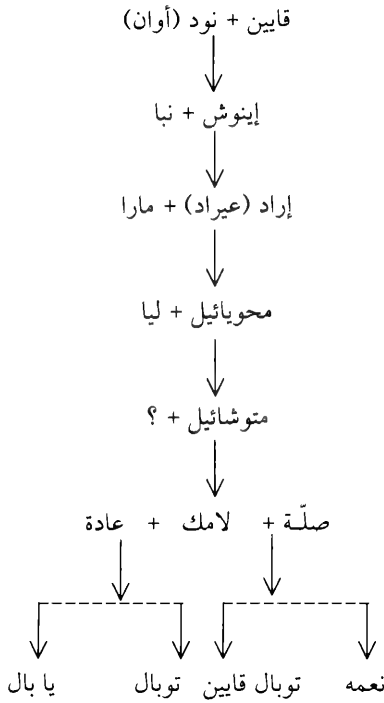 قايين + نود (أوان)
إينوش + نبا
إراد (عيراد) + مارا
محويائيل + ليا
متوشائيل + ؟
صلّـة + لامك + عادة
نعمه توبال قايين توبال يا بال